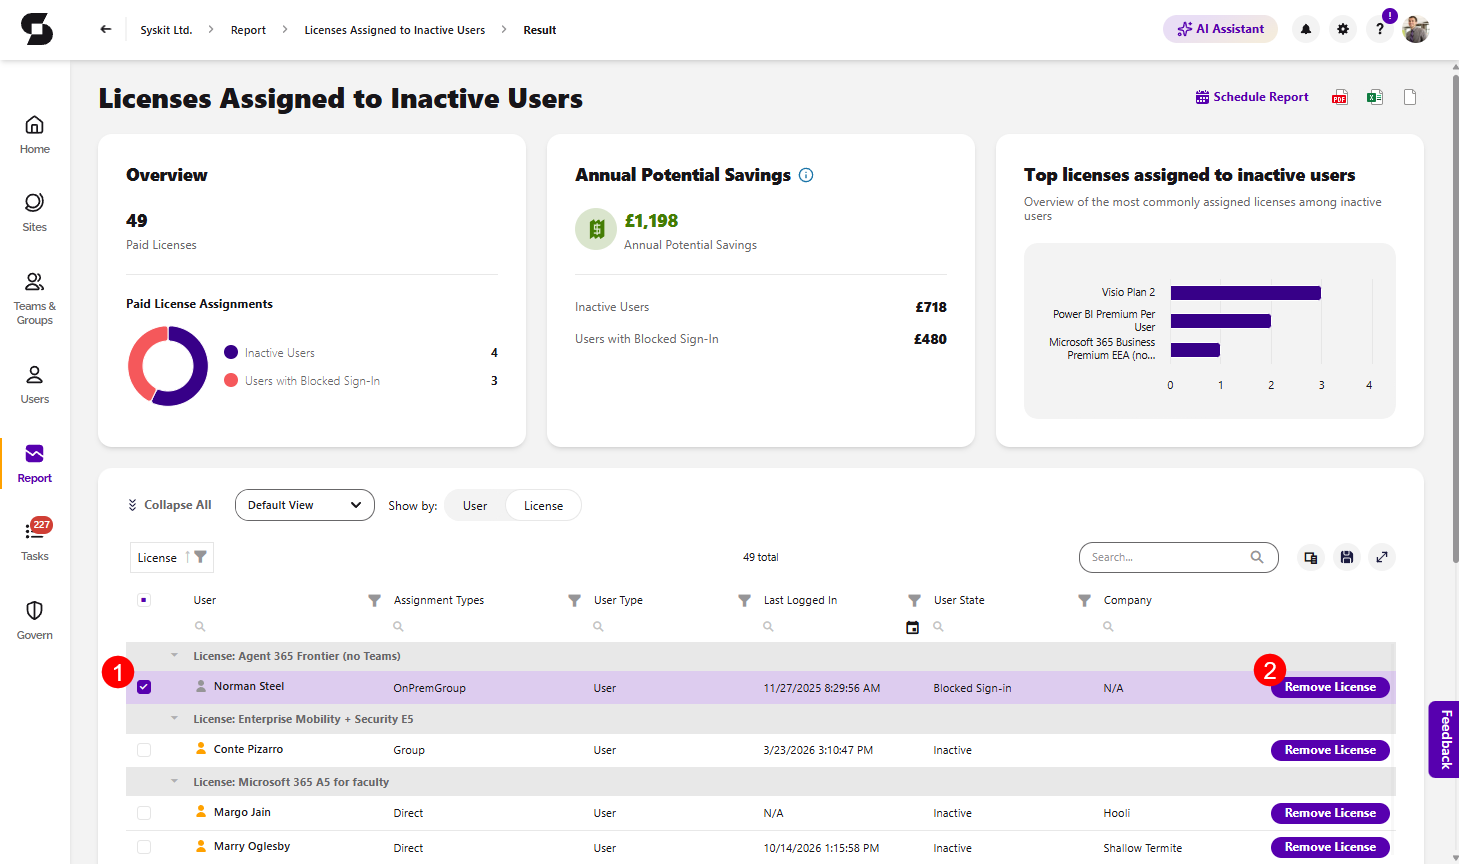 Syskit Ltd. > Report > Licenses Assigned to Inactive Users > Result
AI Assistant
?
!
Licenses Assigned to Inactive Users
Schedule Report
PDF
Home
Sites
Teams &
Groups
Users
Report
227
Tasks
Govern
Overview
49
Paid Licenses
Paid License Assignments
Inactive Users 4
Users with Blocked Sign-In 3
Annual Potential Savings
$
£1,198
Annual Potential Savings
Inactive Users £718
Users with Blocked Sign-In £480
Top licenses assigned to inactive users
Overview of the most commonly assigned licenses among inactive
users
Visio Plan 2
Power BI Premium Per
User
Microsoft 365 Business
Premium EEA (no...
0 1 2 3 4
Collapse All
Default View
Show by:
User
License
License
49 total
Search...
User Assignment Types User Type Last Logged In User State Company
License: Agent 365 Frontier (no Teams)
1
Norman Steel OnPremGroup User 11/27/2025 8:29:56 AM Blocked Sign-in N/A Remove License
2
License: Enterprise Mobility + Security E5
Conte Pizarro Group User 3/23/2026 3:10:47 PM Inactive Remove License
License: Microsoft 365 A5 for faculty
Margo Jain Direct User N/A Inactive Hooli Remove License
Marry Oglesby Direct User 10/14/2026 1:15:58 PM Inactive Shallow Termite Remove License
Feedback